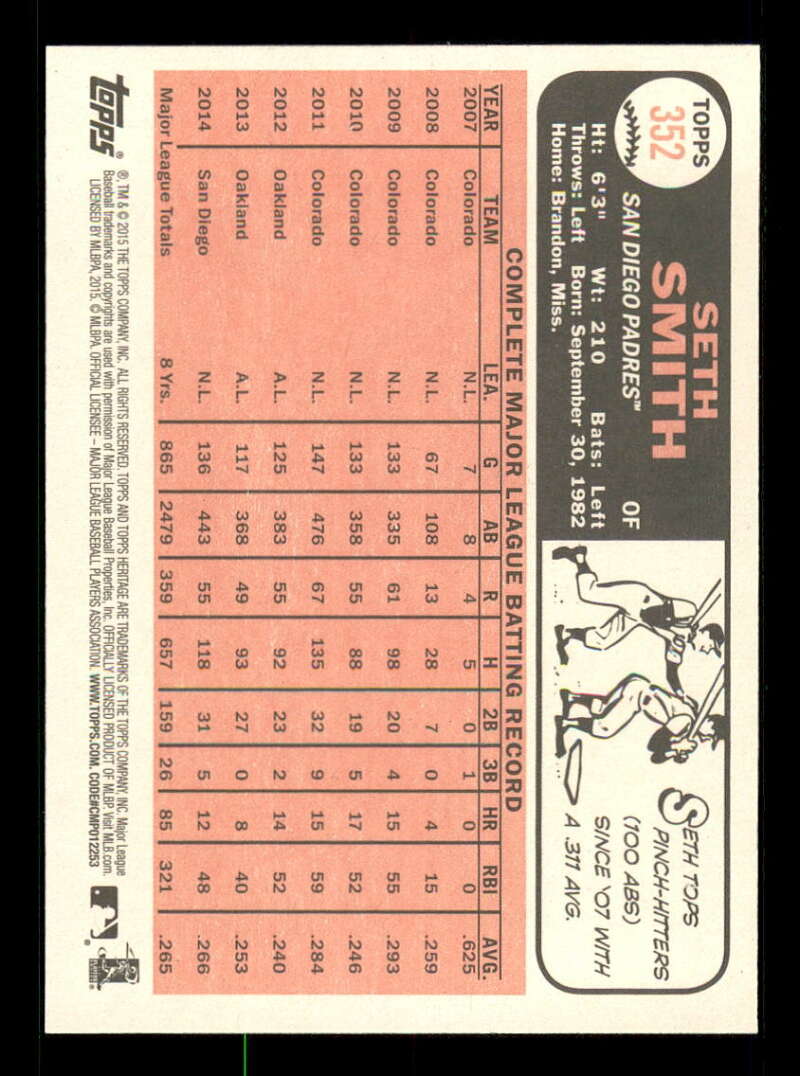 TOPPS
352
SETH
SMITH
SAN DIEGO PADRES™ OF
Ht: 6'3" Wt: 210 Bats: Left
Throws: Left Born: September 30, 1982
Home: Brandon, Miss.
SETH TOPS
PINCH-HITTERS
(100 ABS)
SINCE '07 WITH
A .311 AVG.
COMPLETE MAJOR LEAGUE BATTING RECORD
YEAR TEAM LEA. G AB R H 2B 3B HR RBI AVG.
2007 Colorado N.L. 7 8 4 5 0 1 0 0 .625
2008 Colorado N.L. 67 108 13 28 7 0 4 15 .259
2009 Colorado N.L. 133 335 61 98 20 4 15 55 .293
2010 Colorado N.L. 133 358 55 88 19 5 17 52 .246
2011 Colorado N.L. 147 476 67 135 32 9 15 59 .284
2012 Oakland A.L. 125 383 55 92 23 2 14 52 .240
2013 Oakland A.L. 117 368 49 93 27 0 8 40 .253
2014 San Diego N.L. 136 443 55 118 31 5 12 48 .266
Major League Totals 8 Yrs. 865 2479 359 657 159 26 85 321 .265
topps®
®, TM & © 2015 THE TOPPS COMPANY, INC. ALL RIGHTS RESERVED. TOPPS AND TOPPS HERITAGE ARE TRADEMARKS OF THE TOPPS COMPANY, INC. Major League
Baseball trademarks and copyrights are used with permission of Major League Baseball Properties, Inc. OFFICIALLY LICENSED PRODUCT OF MLBP. Visit MLB.com.
LICENSED BY MLBPA, 2015. © MLBPA. OFFICIAL LICENSEE – MAJOR LEAGUE BASEBALL PLAYERS ASSOCIATION. WWW.TOPPS.COM. CODE#CMP012253